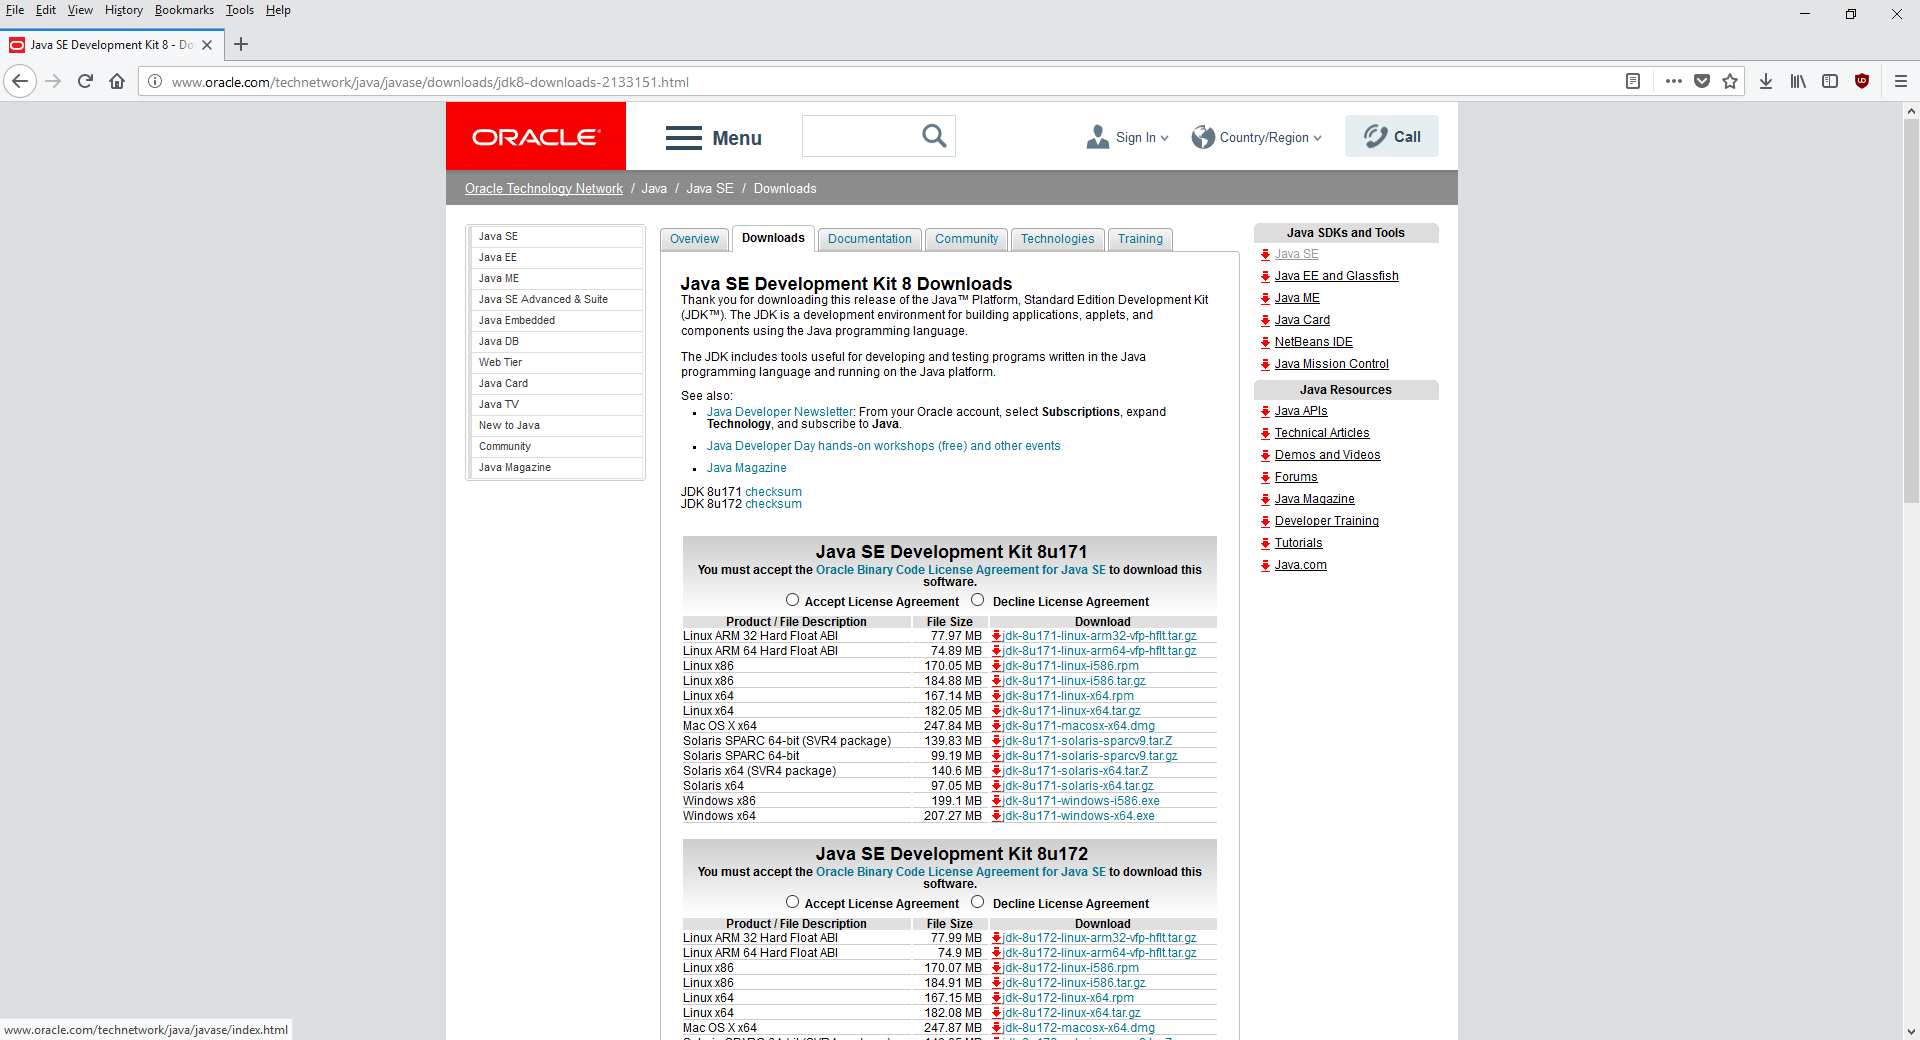 File Edit View History Bookmarks Tools Help
Java SE Development Kit 8 - Do
www.oracle.com/technetwork/java/javase/downloads/jdk8-downloads-2133151.html
ORACLE Menu Sign In Country/Region Call
Oracle Technology Network / Java / Java SE / Downloads
Java SE
Java EE
Java ME
Java SE Advanced & Suite
Java Embedded
Java DB
Web Tier
Java Card
Java TV
New to Java
Community
Java Magazine
Overview Downloads Documentation Community Technologies Training
Java SE Development Kit 8 Downloads
Thank you for downloading this release of the Java™ Platform, Standard Edition Development Kit
(JDK™). The JDK is a development environment for building applications, applets, and
components using the Java programming language.
The JDK includes tools useful for developing and testing programs written in the Java
programming language and running on the Java platform.
See also:
Java Developer Newsletter: From your Oracle account, select Subscriptions, expand
Technology, and subscribe to Java.
Java Developer Day hands-on workshops (free) and other events
Java Magazine
JDK 8u171 checksum
JDK 8u172 checksum
Java SE Development Kit 8u171
You must accept the Oracle Binary Code License Agreement for Java SE to download this
software.
Accept License Agreement Decline License Agreement
Product / File Description File Size Download
Linux ARM 32 Hard Float ABI 77.97 MB jdk-8u171-linux-arm32-vfp-hflt.tar.gz
Linux ARM 64 Hard Float ABI 74.89 MB jdk-8u171-linux-arm64-vfp-hflt.tar.gz
Linux x86 170.05 MB jdk-8u171-linux-i586.rpm
Linux x86 184.88 MB jdk-8u171-linux-i586.tar.gz
Linux x64 167.14 MB jdk-8u171-linux-x64.rpm
Linux x64 182.05 MB jdk-8u171-linux-x64.tar.gz
Mac OS X x64 247.84 MB jdk-8u171-macosx-x64.dmg
Solaris SPARC 64-bit (SVR4 package) 139.83 MB jdk-8u171-solaris-sparcv9.tar.Z
Solaris SPARC 64-bit 99.19 MB jdk-8u171-solaris-sparcv9.tar.gz
Solaris x64 (SVR4 package) 140.6 MB jdk-8u171-solaris-x64.tar.Z
Solaris x64 97.05 MB jdk-8u171-solaris-x64.tar.gz
Windows x86 199.1 MB jdk-8u171-windows-i586.exe
Windows x64 207.27 MB jdk-8u171-windows-x64.exe
Java SE Development Kit 8u172
You must accept the Oracle Binary Code License Agreement for Java SE to download this
software.
Accept License Agreement Decline License Agreement
Product / File Description File Size Download
Linux ARM 32 Hard Float ABI 77.99 MB jdk-8u172-linux-arm32-vfp-hflt.tar.gz
Linux ARM 64 Hard Float ABI 74.9 MB jdk-8u172-linux-arm64-vfp-hflt.tar.gz
Linux x86 170.07 MB jdk-8u172-linux-i586.rpm
Linux x86 184.91 MB jdk-8u172-linux-i586.tar.gz
Linux x64 167.15 MB jdk-8u172-linux-x64.rpm
Linux x64 182.08 MB jdk-8u172-linux-x64.tar.gz
Mac OS X x64 247.87 MB jdk-8u172-macosx-x64.dmg
Java SDKs and Tools
Java SE
Java EE and Glassfish
Java ME
Java Card
NetBeans IDE
Java Mission Control
Java Resources
Java APIs
Technical Articles
Demos and Videos
Forums
Java Magazine
Developer Training
Tutorials
Java.com
www.oracle.com/technetwork/java/javase/index.html